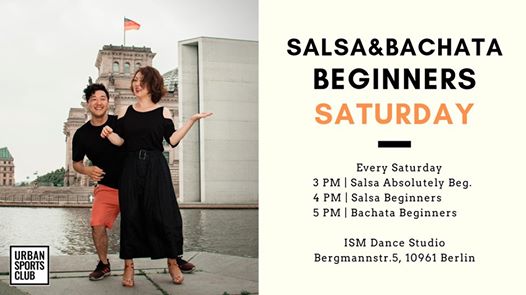 SALSA&BACHATA
BEGINNERS
SATURDAY
Every Saturday
3 PM | Salsa Absolutely Beg.
4 PM | Salsa Beginners
5 PM | Bachata Beginners
ISM Dance Studio
Bergmannstr.5, 10961 Berlin
URBAN
SPORTS
CLUB